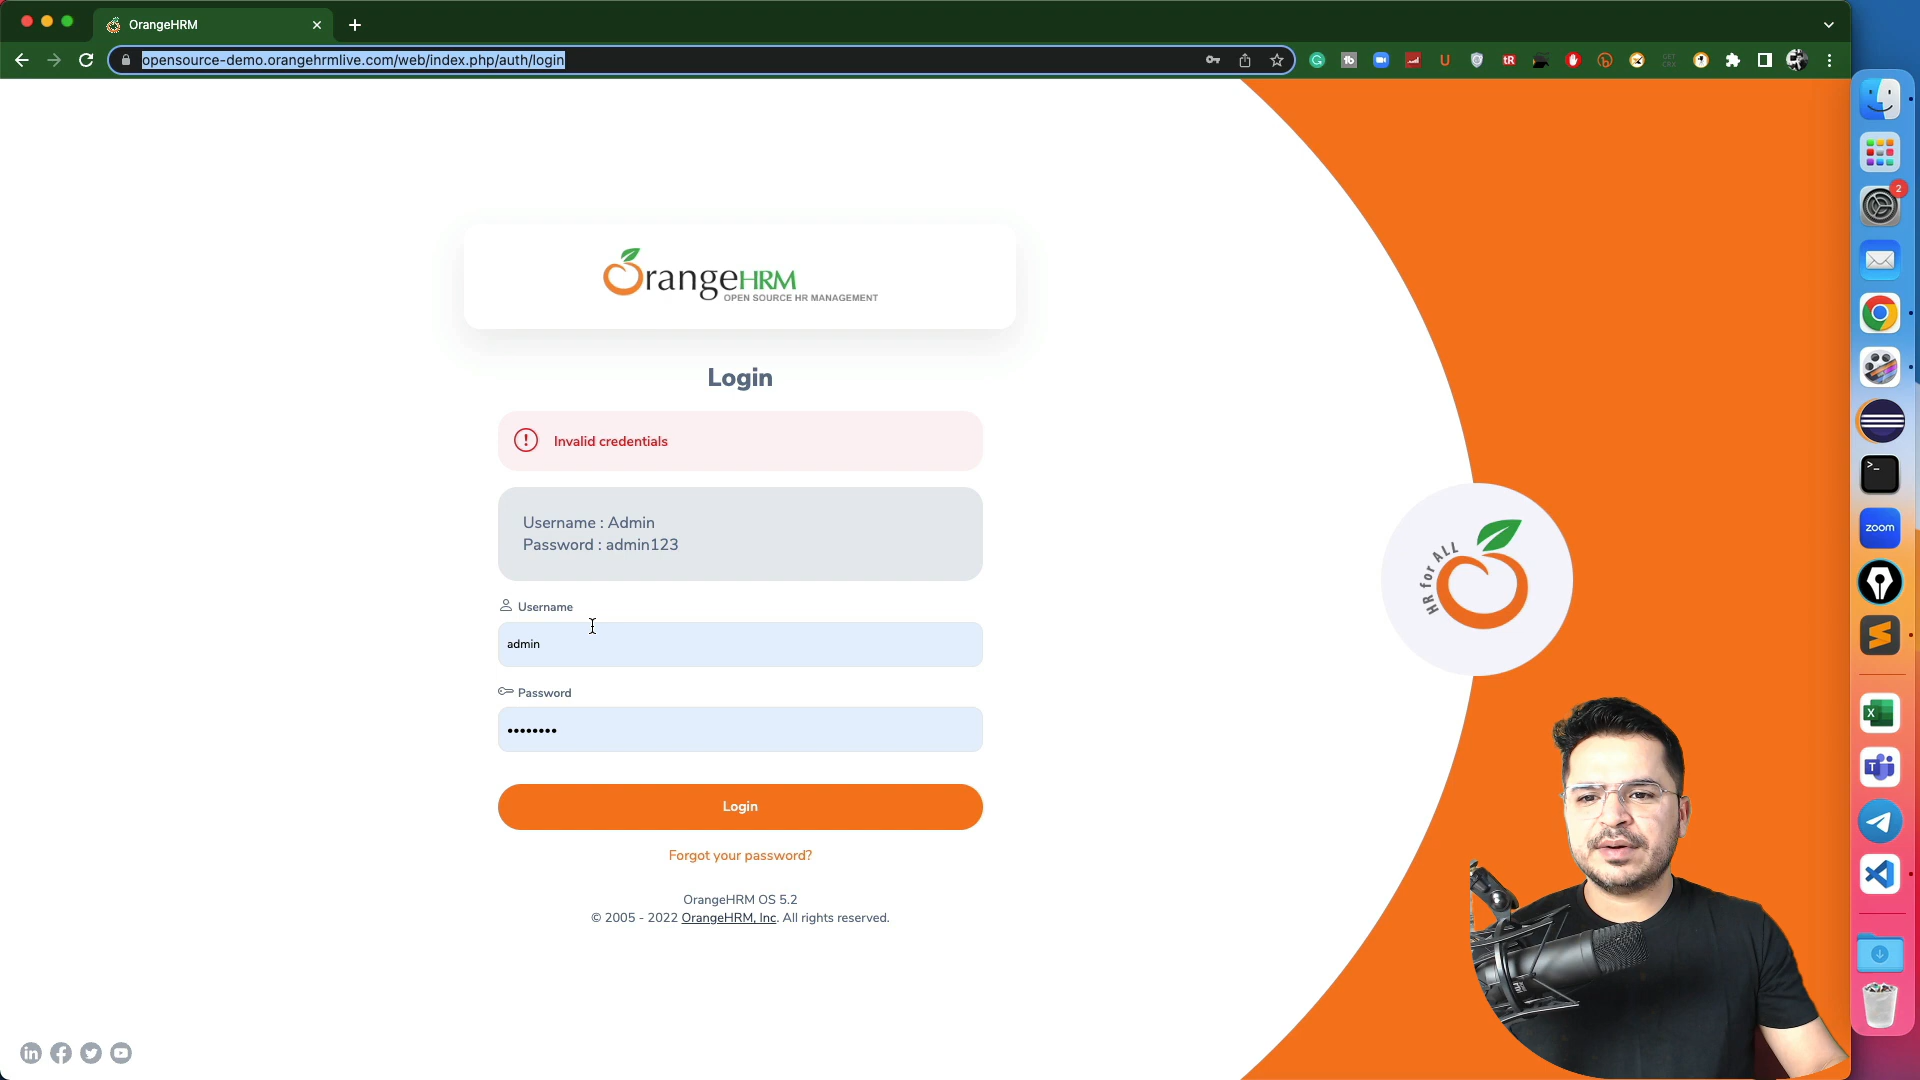 OrangeHRM
opensource-demo.orangehrmlive.com/web/index.php/auth/login
OrangeHRM
OPEN SOURCE HR MANAGEMENT
Login
Invalid credentials
Username : Admin
Password : admin123
Username
admin
Password
••••••••
Login
Forgot your password?
OrangeHRM OS 5.2
© 2005 - 2022 OrangeHRM, Inc. All rights reserved.
HR for ALL
2
zoom